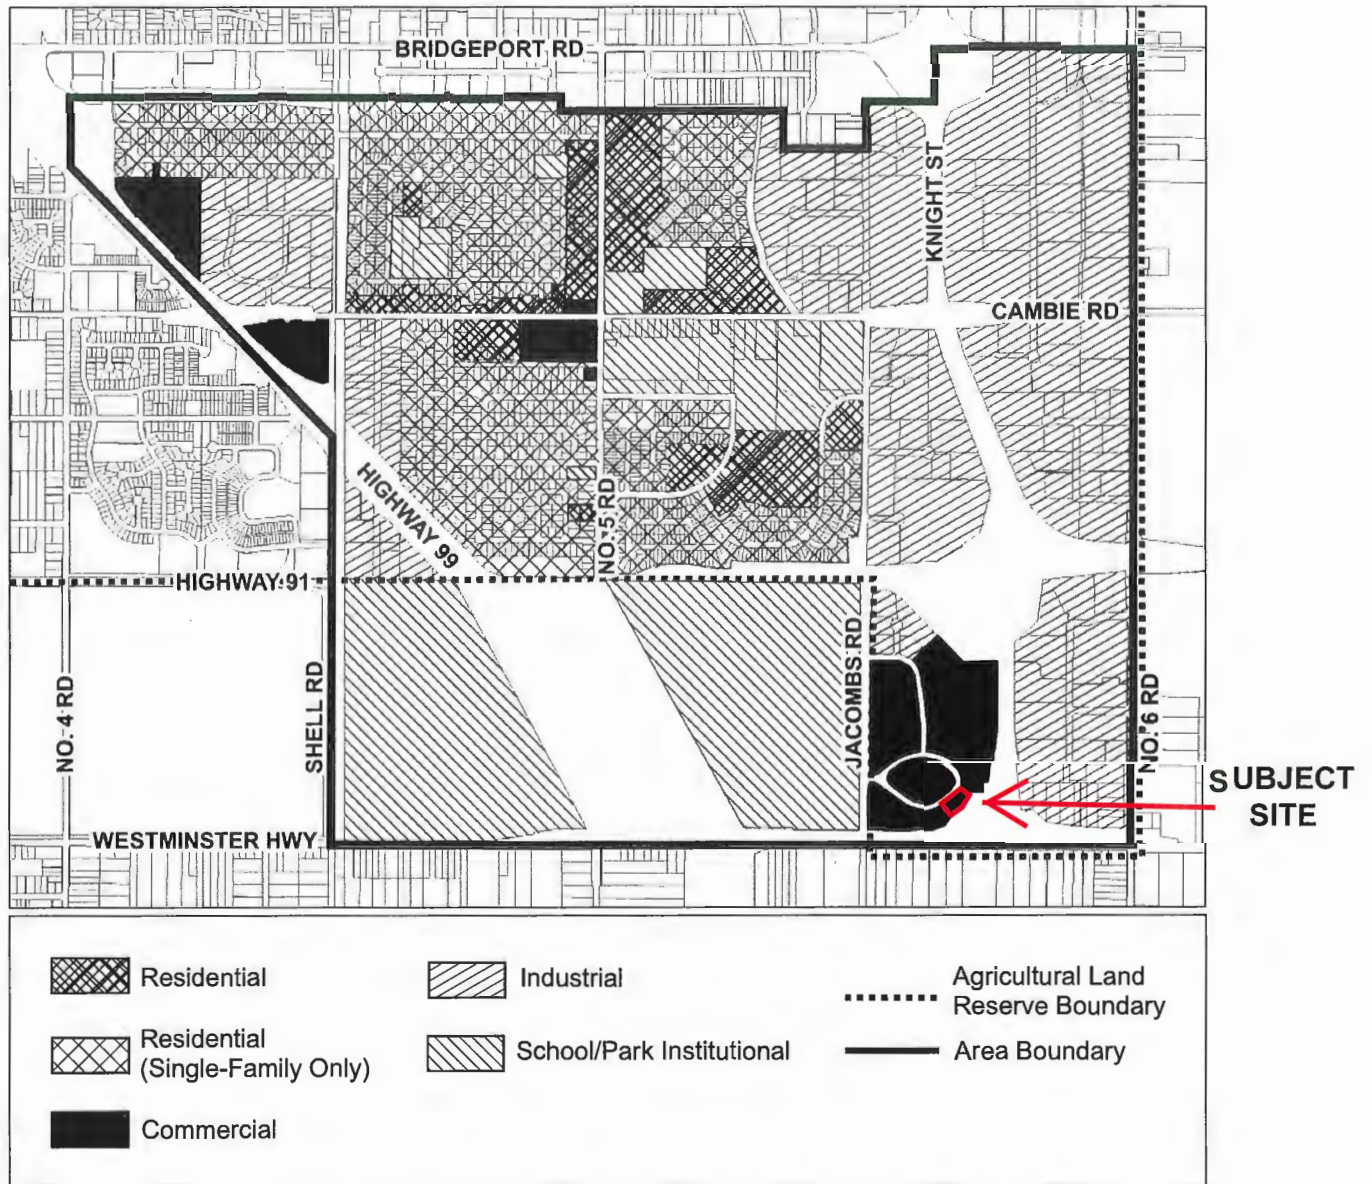 BRIDGEPORT RD
KNIGHT ST
CAMBIE RD
HIGHWAY 99
NO. 5 RD
HIGHWAY 91
NO. 4 RD
SHELL RD
JACOMBS RD
NO. 6 RD
SUBJECT
SITE
WESTMINSTER HWY
Residential
Industrial
Agricultural Land
Reserve Boundary
Residential
(Single-Family Only)
School/Park Institutional
Area Boundary
Commercial